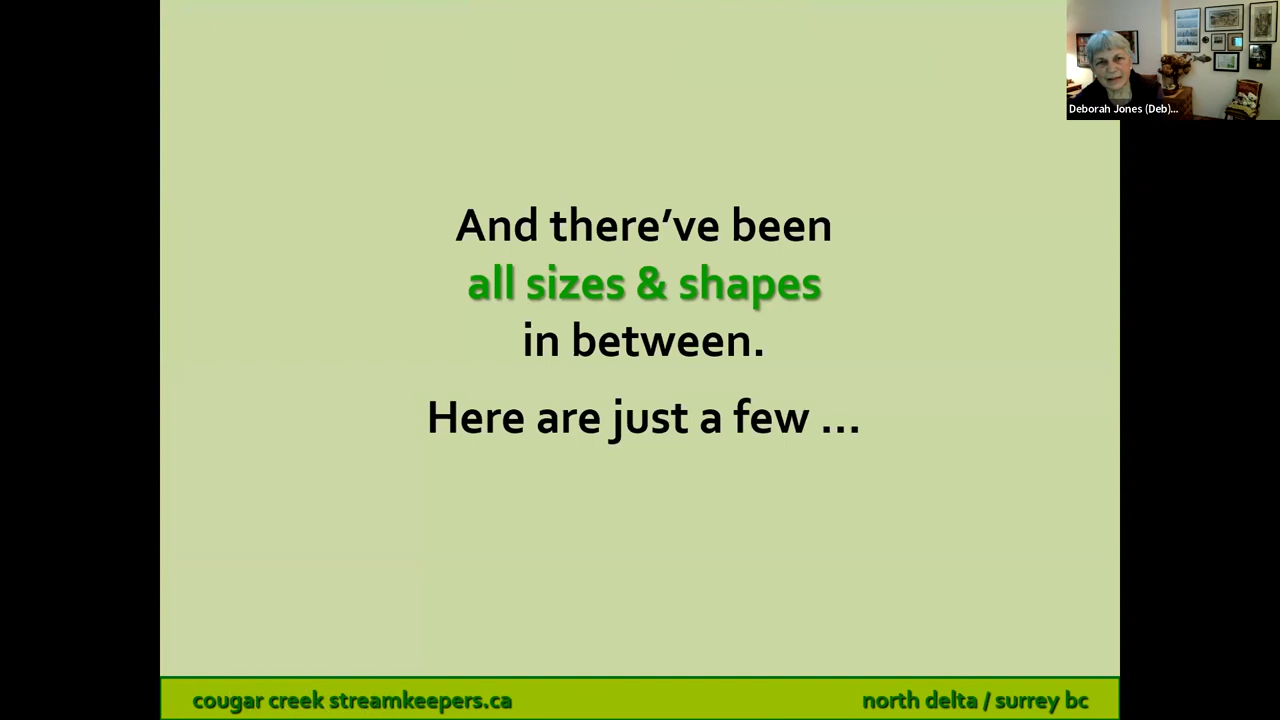 Deborah Jones (Deb)...
And there’ve been
all sizes & shapes
in between.
Here are just a few ...
cougar creek streamkeepers.ca
north delta / surrey bc